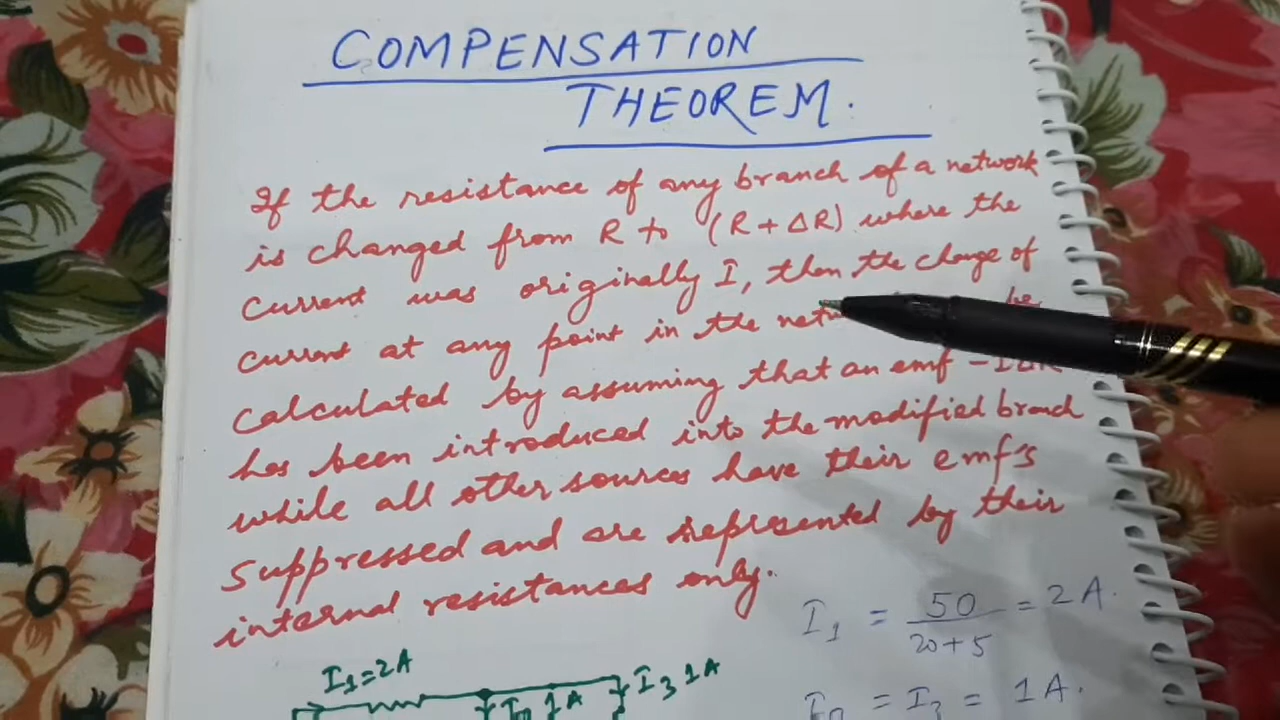 COMPENSATION
THEOREM.
If the resistance of any branch of a network
is changed from R to (R + ΔR) where the
current was originally I, then the change of
current at any point in the
calculated by assuming that an emf
has been introduced into the modified branch
while all other sources have their emf's
suppressed and are represented by their
internal resistances only.
I₁ = 50/20+5 = 2A.
I₁=2A
I₃ 1A
1A
= I₃ = 1A.